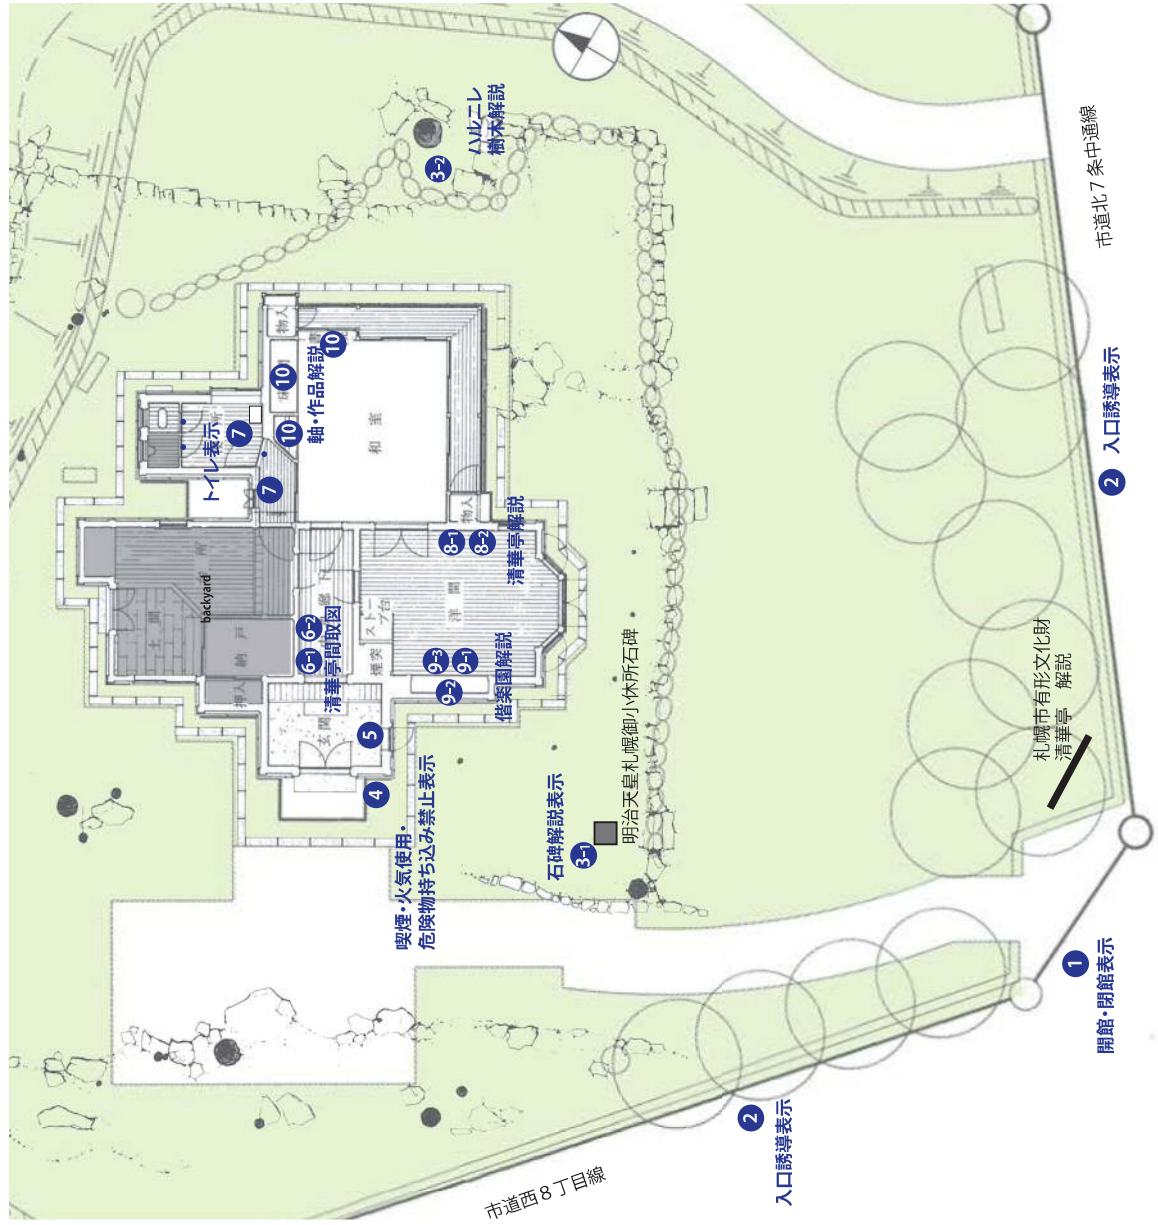 ハルニレ
樹木解説
3-2
市道北7条中通線
物入
10
10
10
軸・作品解説
和室
トイレ表示
7
7
2
入口誘導表示
物入
8-1
8-2
清華亭解説
backyard
土間
納戸
押入
廊下
6-1
6-2
清華亭間取図
ストーブ台
煙突
洋間
9-3
9-1
9-2
偕楽園解説
玄関
5
4
喫煙・火気使用・
危険物持ち込み禁止表示
石碑解説表示
3-1
明治天皇札幌御小休所石碑
札幌市有形文化財
清華亭 解説
1
開館・閉館表示
2
入口誘導表示
市道西8丁目線